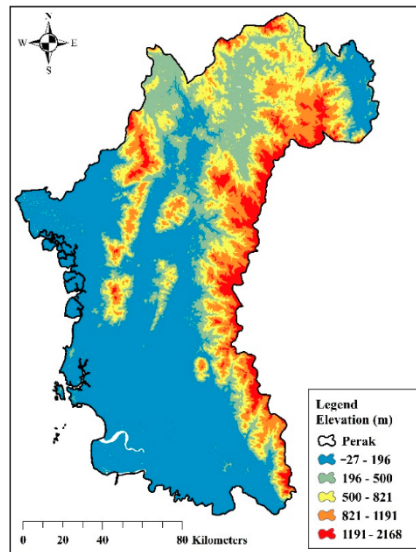 N
W E
S
Legend
Elevation (m)
Perak
-27 - 196
196 - 500
500 - 821
821 - 1191
1191 - 2168
0 20 40 80 Kilometers